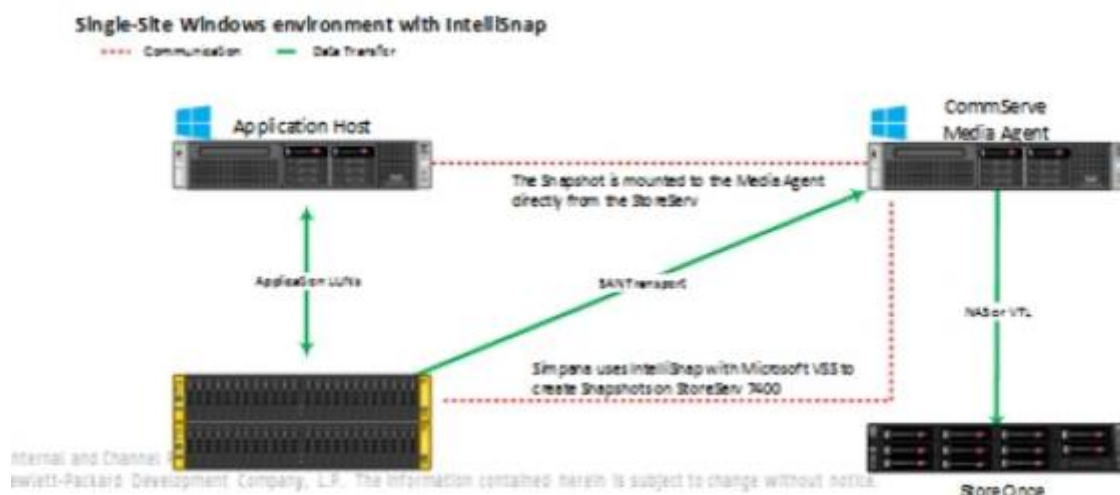 Single-Site Windows environment with IntelliSnap
Communication
Data Transfer
Application Host
CommServe
Media Agent
The Snapshot is mounted to the Media Agent
directly from the StoreServ
Application LUNs
SAN Transport
NAS or VTL
Simpana uses IntelliSnap with Microsoft VSS to
create Snapshots on StoreServ 7400
nternal and Channel
ewlett-Packard Development Company, L.P. The information contained herein is subject to change without notice.
StoreOnce